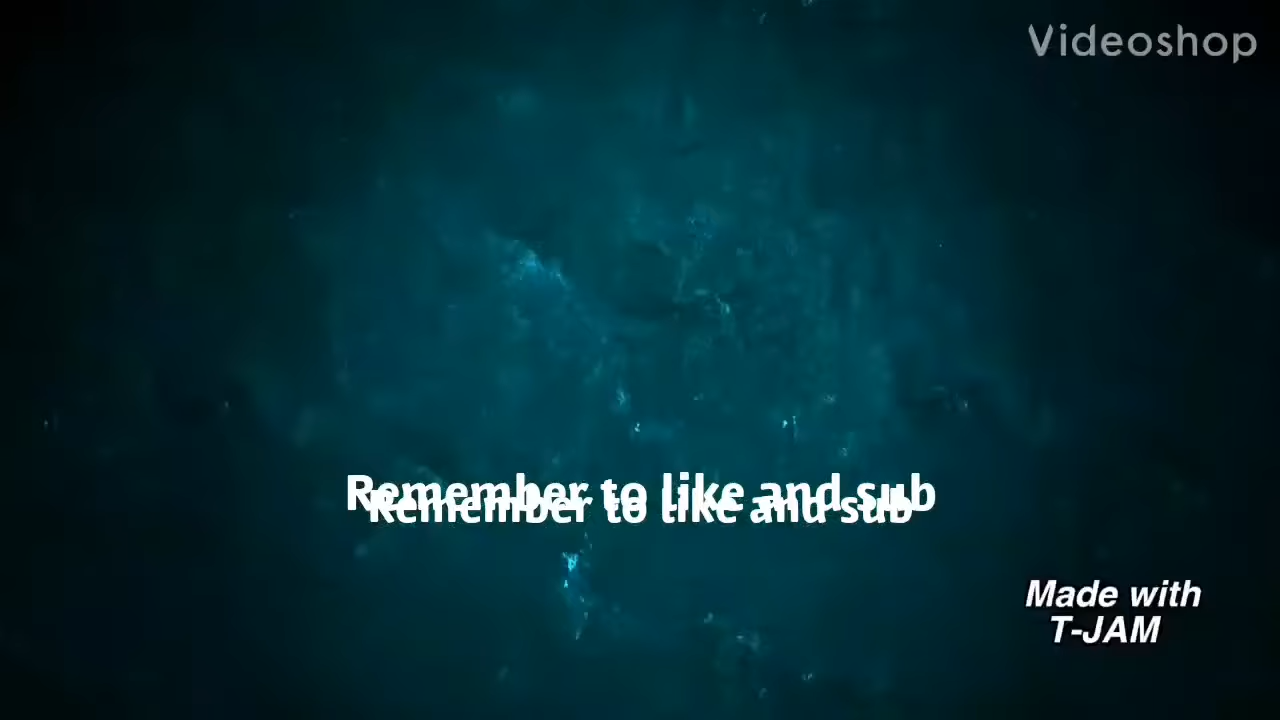 Videoshop
Remember to like and sub
Remember to like and sub
Made with
T-JAM